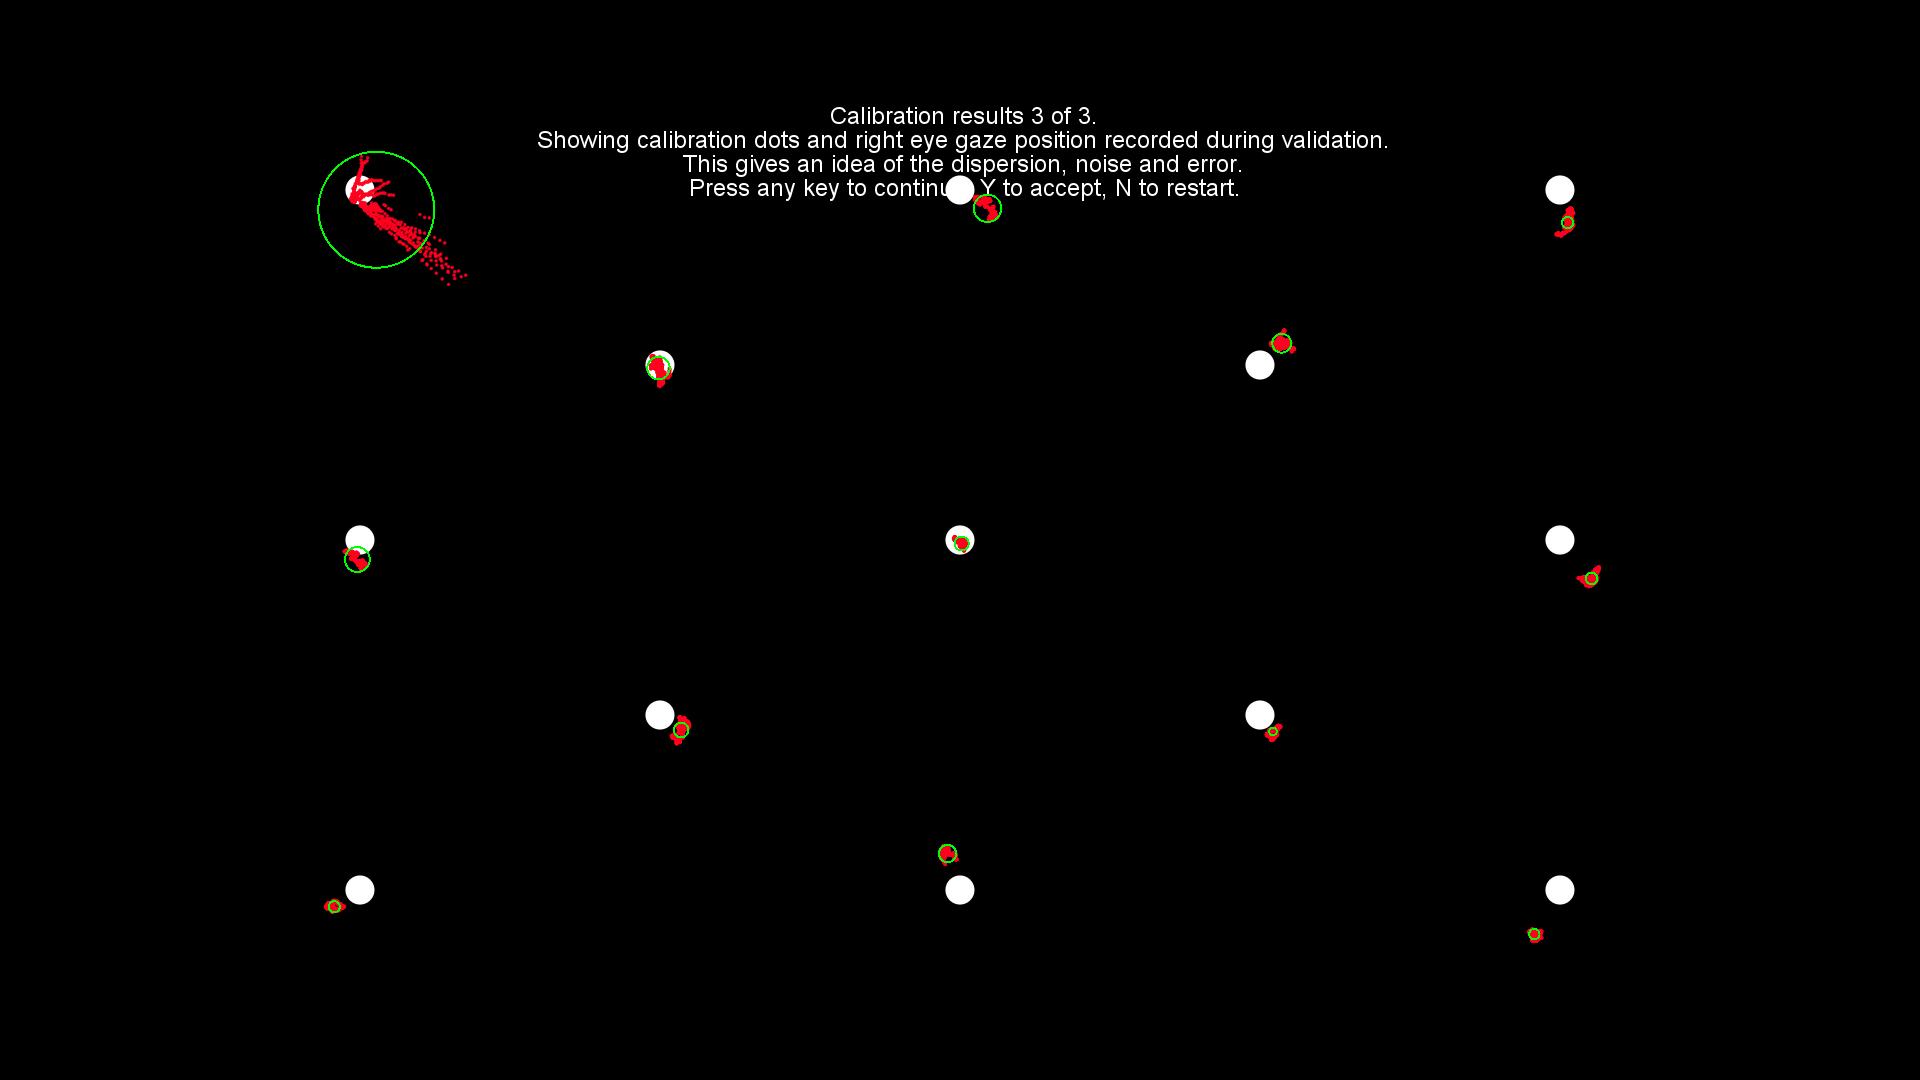 Calibration results 3 of 3.
Showing calibration dots and right eye gaze position recorded during validation.
This gives an idea of the dispersion, noise and error.
Press any key to continu Y to accept, N to restart.